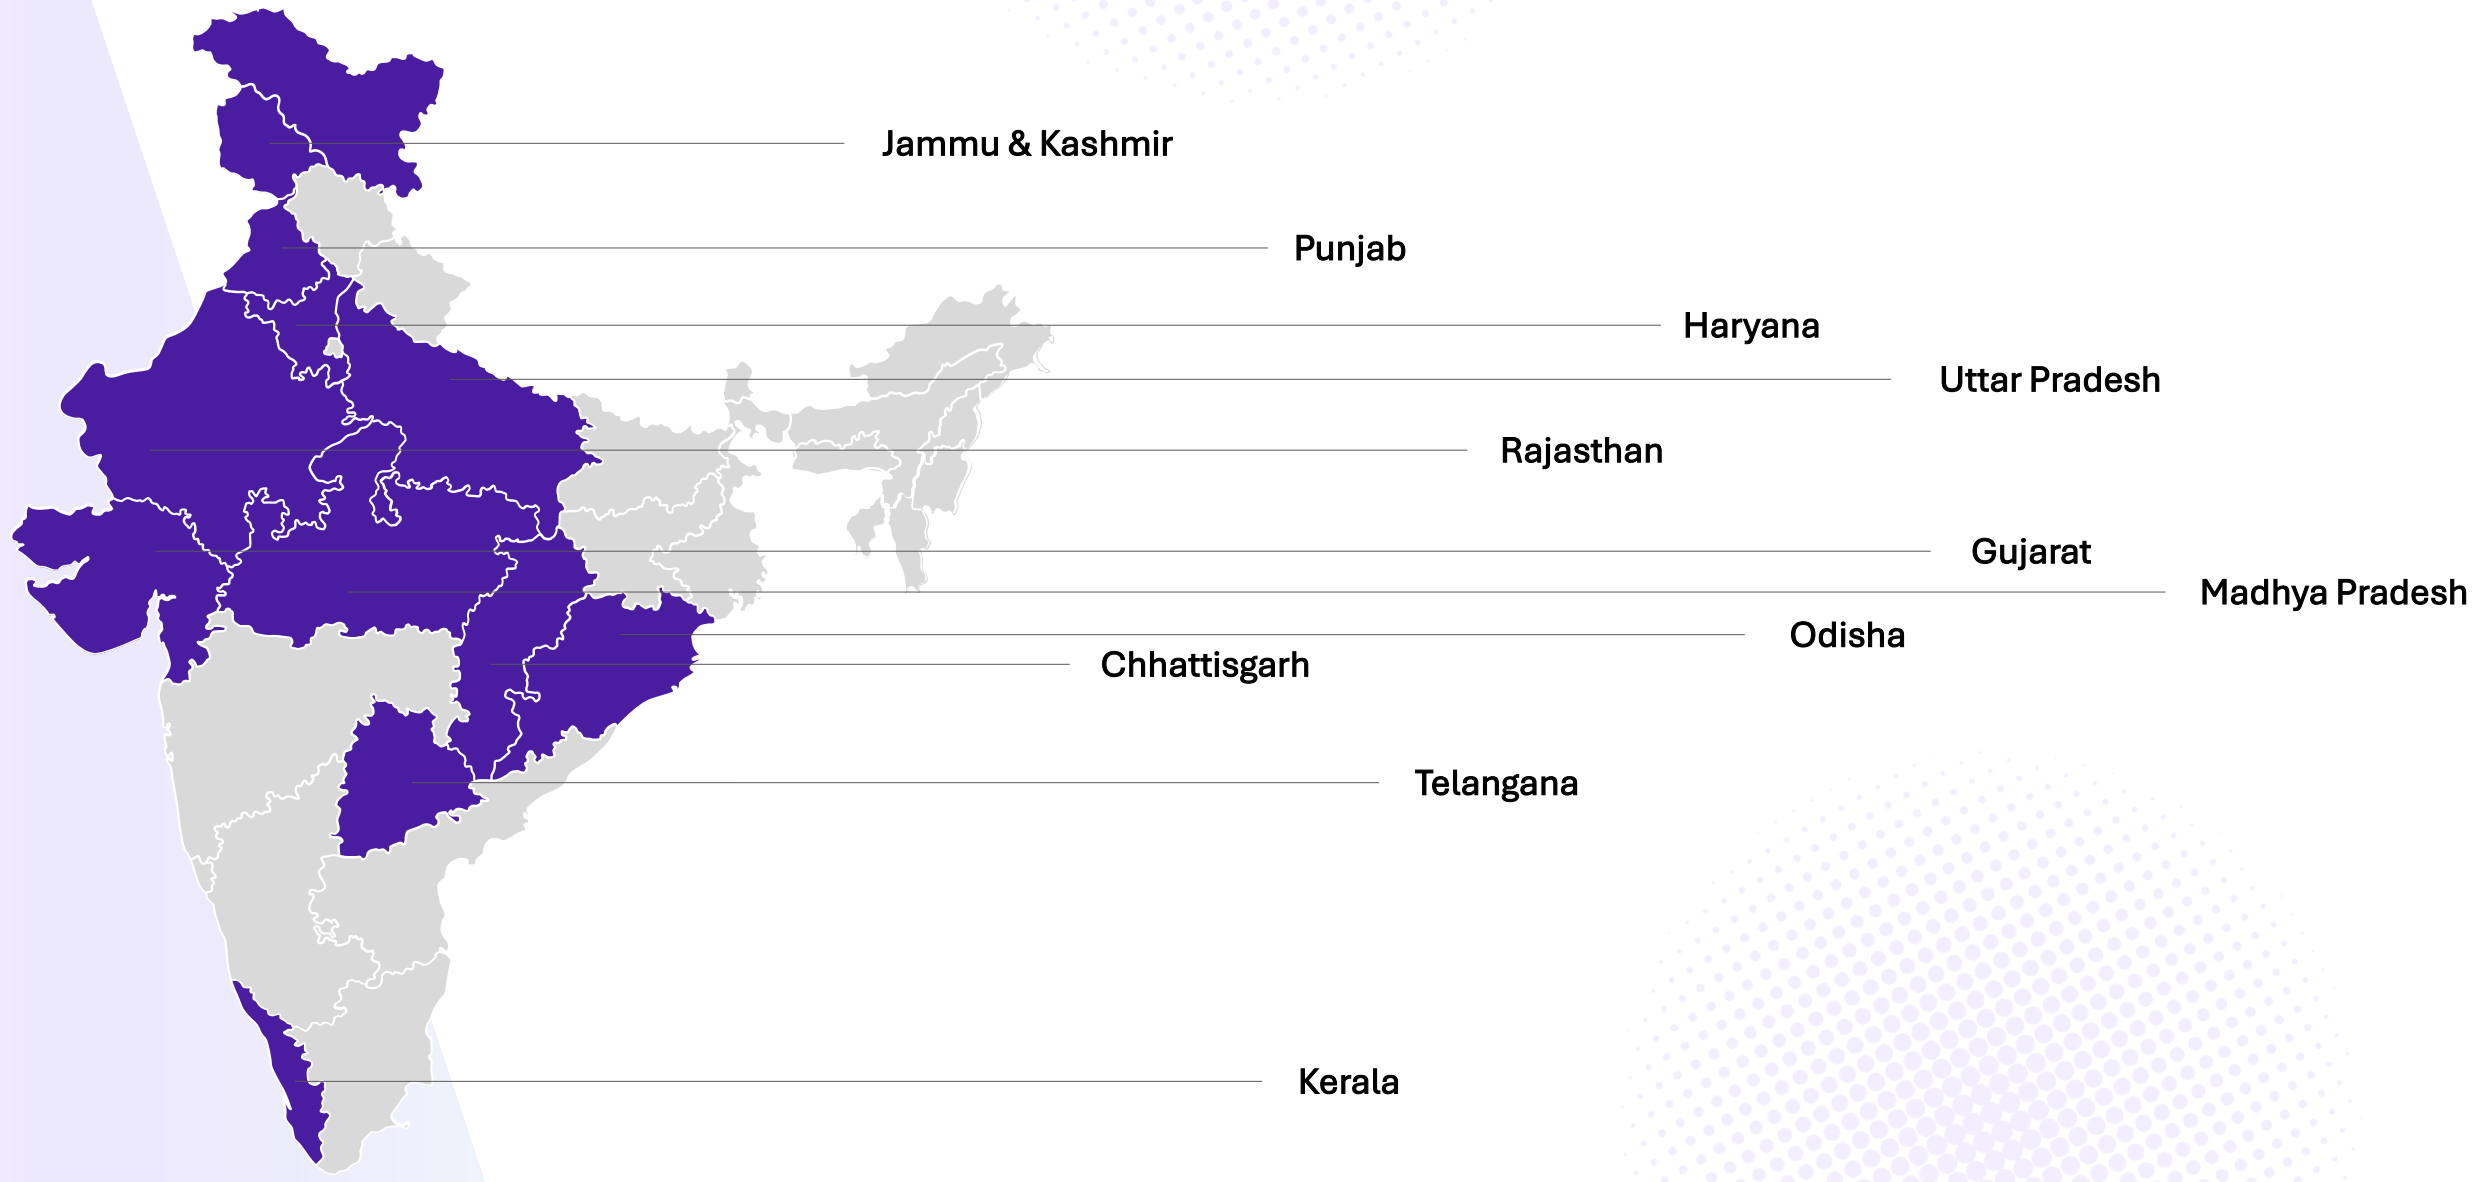 Jammu & Kashmir
Punjab
Haryana
Uttar Pradesh
Rajasthan
Gujarat
Madhya Pradesh
Odisha
Chhattisgarh
Telangana
Kerala